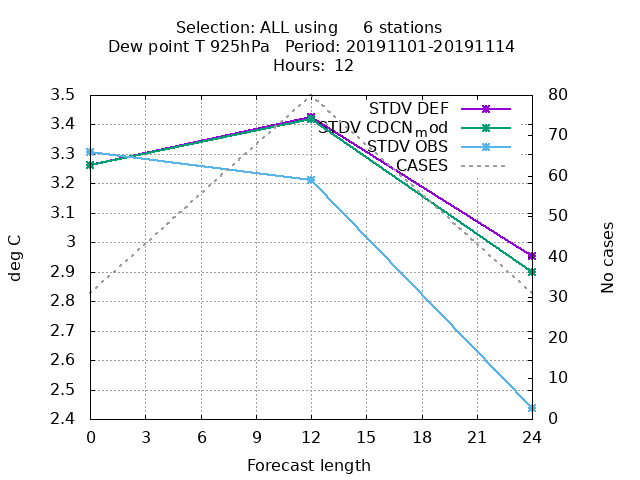 Selection: ALL using     6 stations
Dew point T 925hPa   Period: 20191101-20191114
Hours:  12
STDV DEF
STDV CDCNmod
STDV OBS
CASES
deg C
3.5
3.4
3.3
3.2
3.1
3
2.9
2.8
2.7
2.6
2.5
2.4
80
70
60
50
40
30
20
10
0
No cases
0 3 6 9 12 15 18 21 24
Forecast length